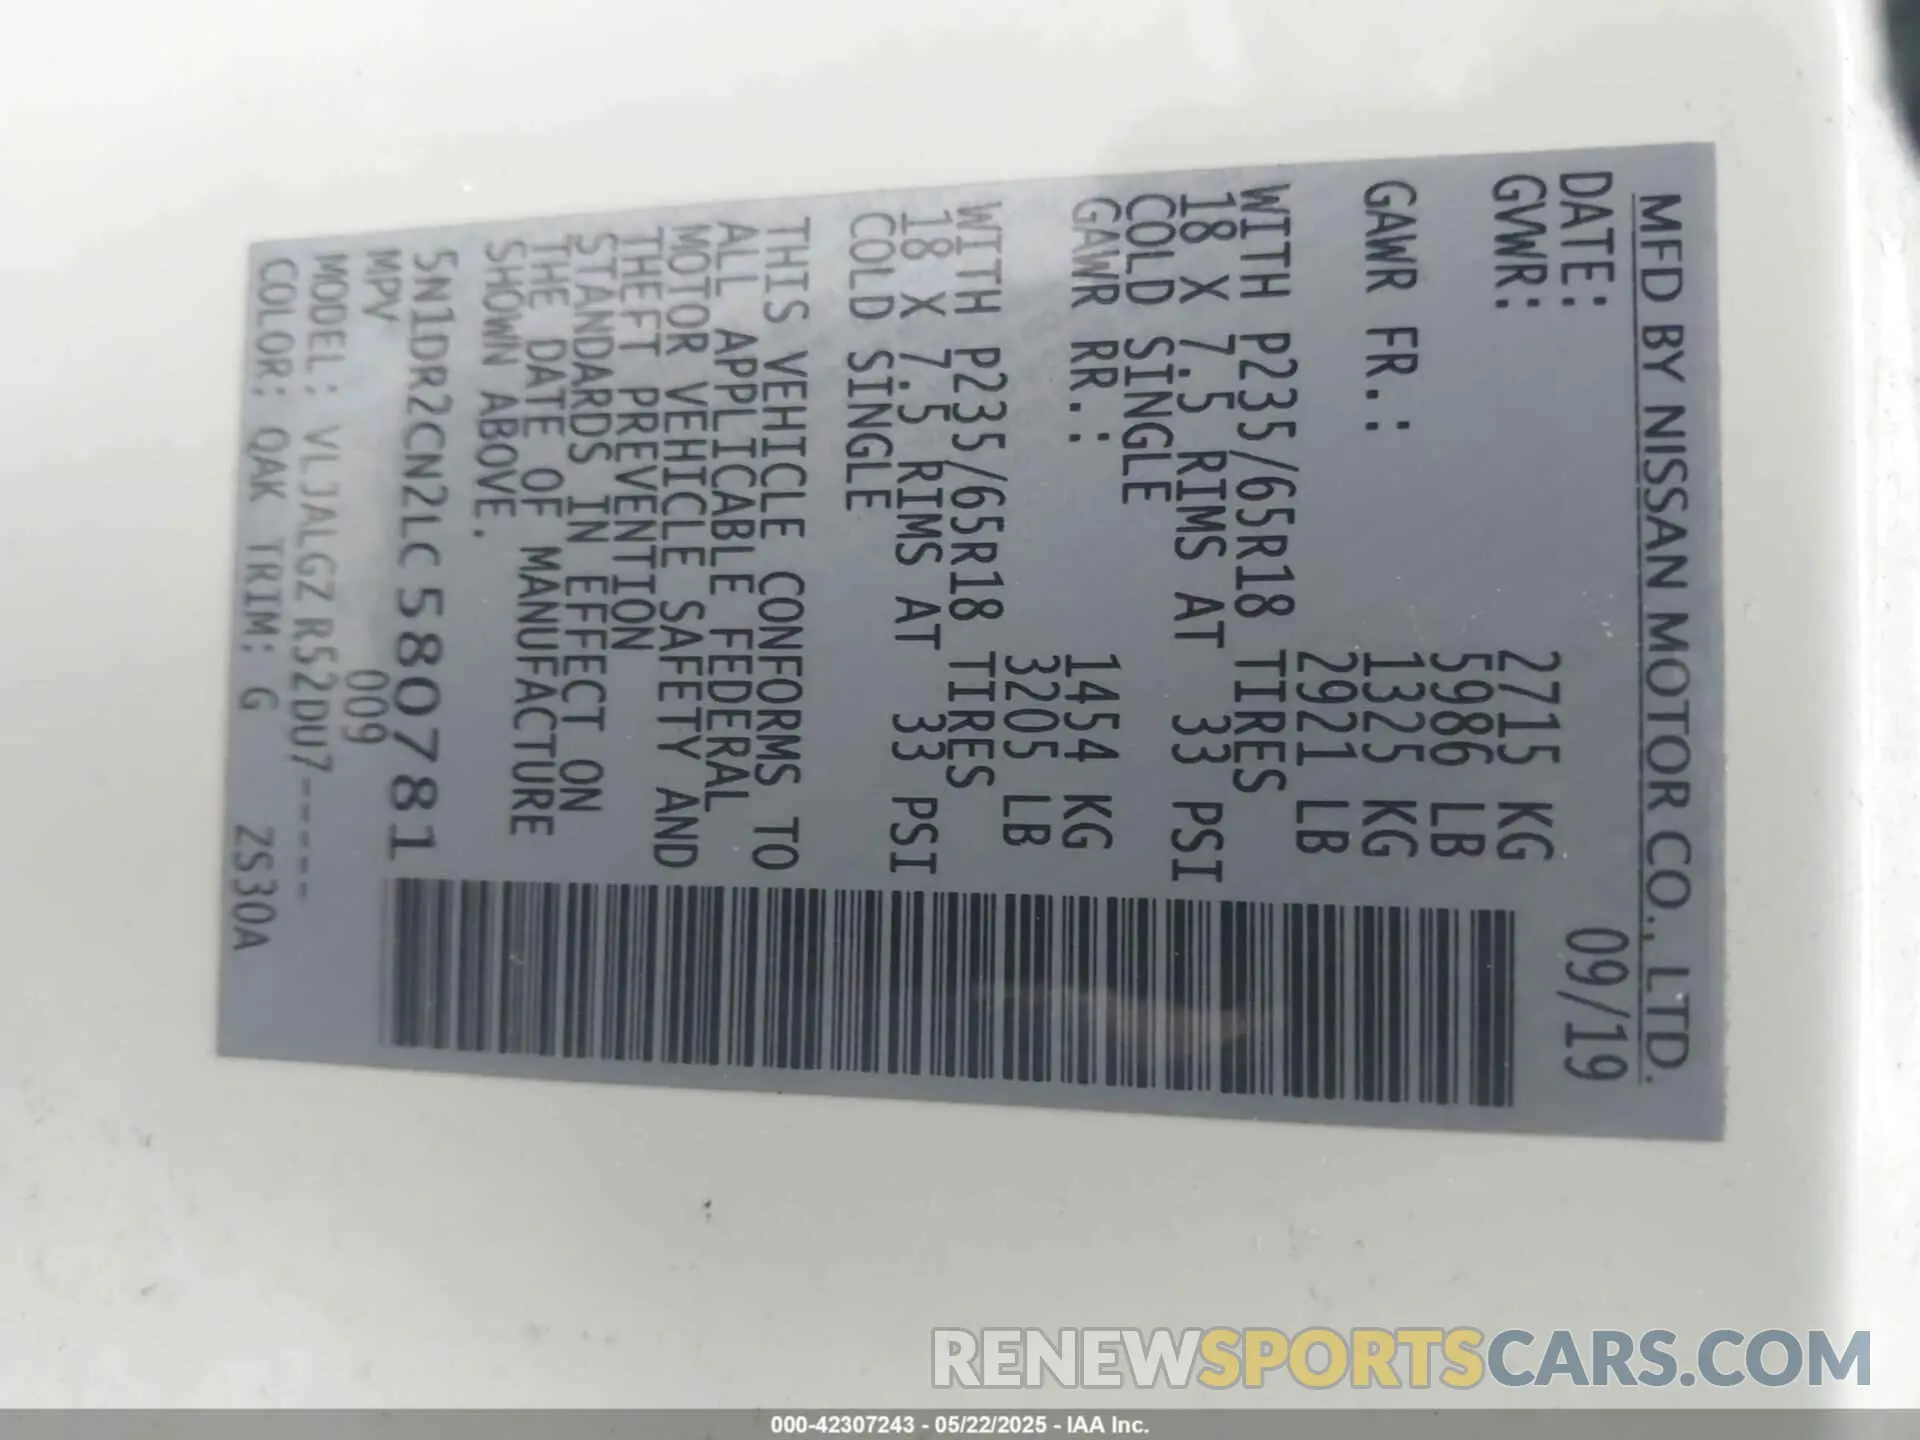 MFD BY NISSAN MOTOR CO., LTD.
DATE: 09/19
GVWR: 2715 KG
5986 LB
GAWR FR.: 1325 KG
2921 LB
WITH P235/65R18 TIRES
18 X 7.5 RIMS AT 33 PSI
COLD SINGLE
GAWR RR.: 1454 KG
3205 LB
WITH P235/65R18 TIRES
18 X 7.5 RIMS AT 33 PSI
COLD SINGLE
THIS VEHICLE CONFORMS TO
ALL APPLICABLE FEDERAL
MOTOR VEHICLE SAFETY AND
THEFT PREVENTION
STANDARDS IN EFFECT ON
THE DATE OF MANUFACTURE
SHOWN ABOVE.
5N1DR2CN2LC580781
MPV 009
MODEL: VLJALGZ R52DU7-----
COLOR: QAK TRIM: G 2S30A
RENEWSPORTSCARS.COM
000-42307243 - 05/22/2025 - IAA Inc.